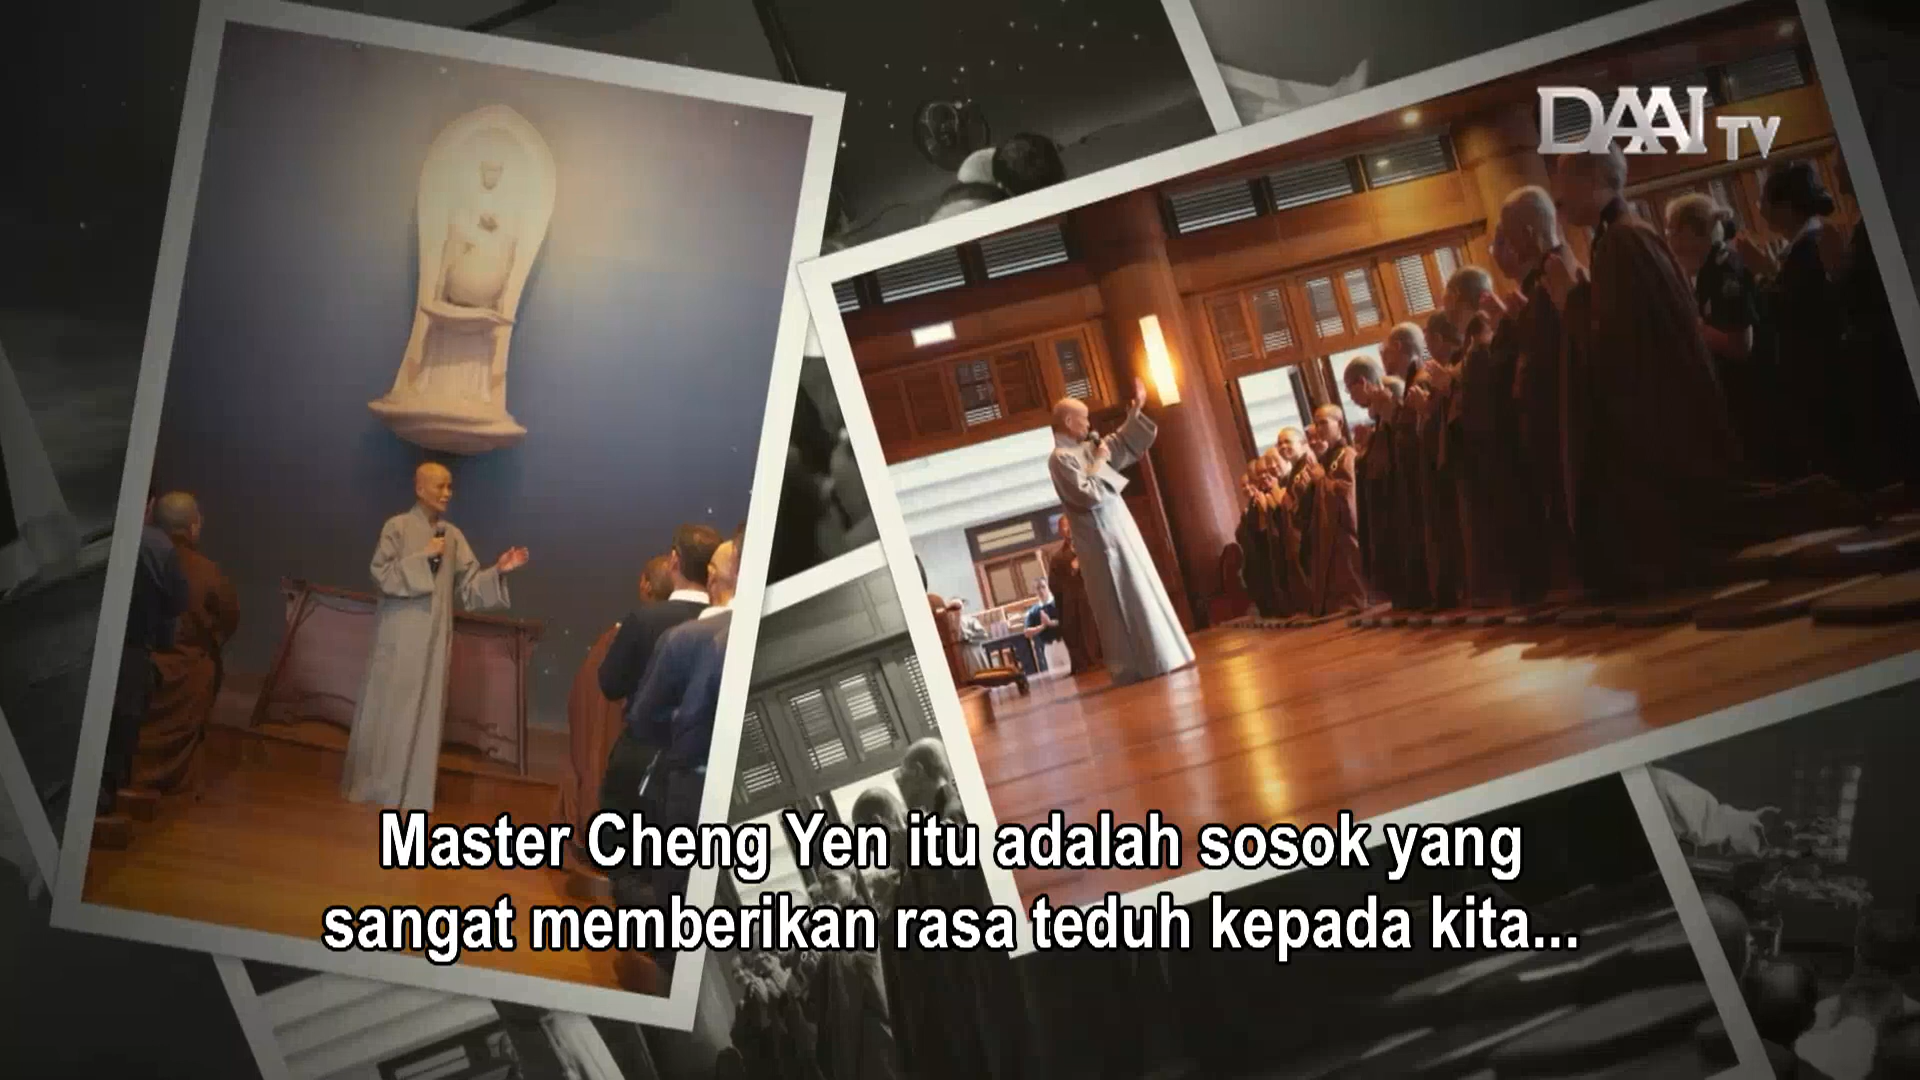 DAAI TV
Master Cheng Yen itu adalah sosok yang
sangat memberikan rasa teduh kepada kita...